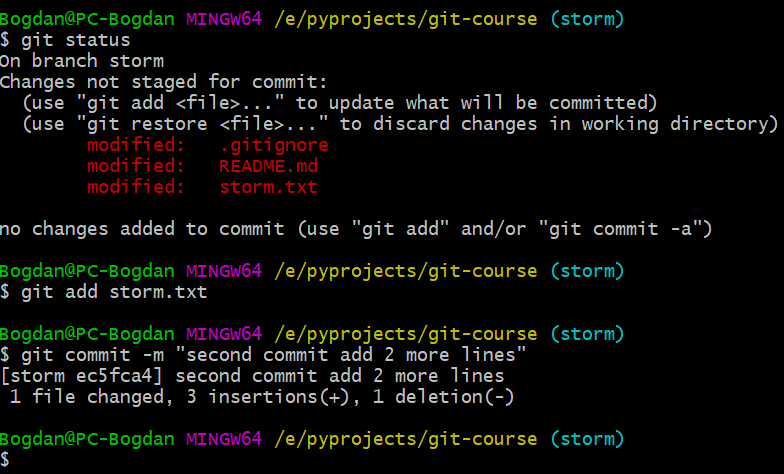 Bogdan@PC-Bogdan MINGW64 /e/pyprojects/git-course (storm)
$ git status
On branch storm
Changes not staged for commit:
  (use "git add <file>..." to update what will be committed)
  (use "git restore <file>..." to discard changes in working directory)
        modified:   .gitignore
        modified:   README.md
        modified:   storm.txt

no changes added to commit (use "git add" and/or "git commit -a")

Bogdan@PC-Bogdan MINGW64 /e/pyprojects/git-course (storm)
$ git add storm.txt

Bogdan@PC-Bogdan MINGW64 /e/pyprojects/git-course (storm)
$ git commit -m "second commit add 2 more lines"
[storm ec5fca4] second commit add 2 more lines
 1 file changed, 3 insertions(+), 1 deletion(-)

Bogdan@PC-Bogdan MINGW64 /e/pyprojects/git-course (storm)
$